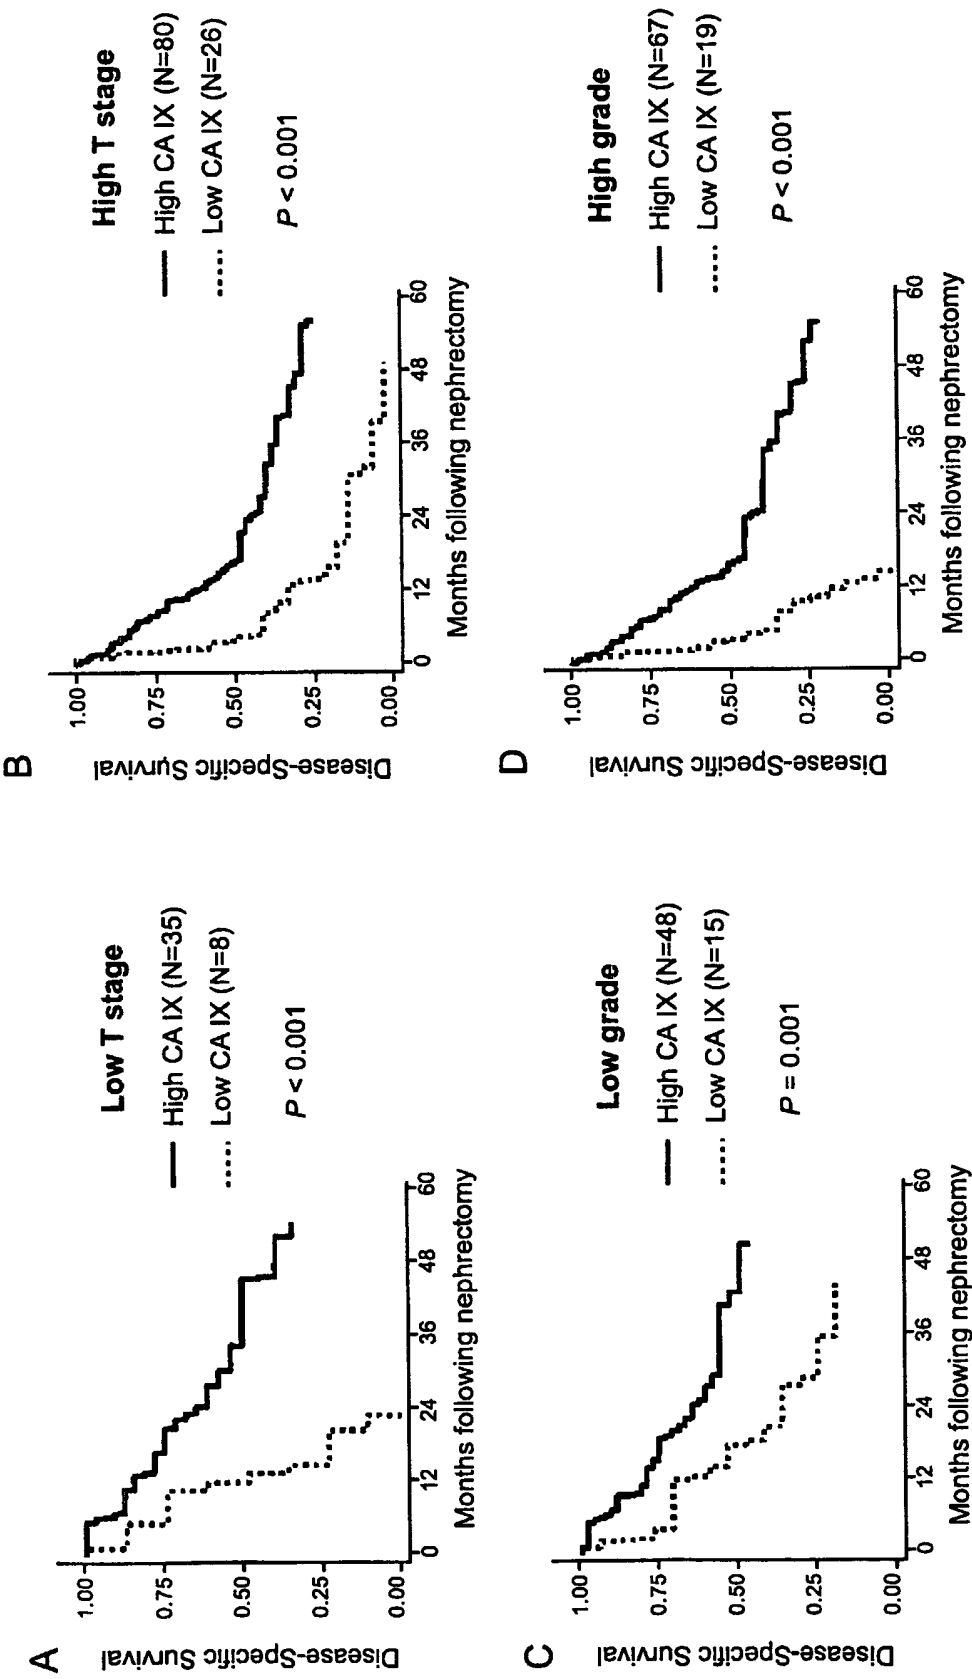 A
Low T stage
High CA IX (N=35)
Low CA IX (N=8)
P < 0.001
Disease-Specific Survival
1.00
0.75
0.50
0.25
0.00
0 12 24 36 48 60
Months following nephrectomy
B
High T stage
High CA IX (N=80)
Low CA IX (N=26)
P < 0.001
Disease-Specific Survival
1.00
0.75
0.50
0.25
0.00
0 12 24 36 48 60
Months following nephrectomy
C
Low grade
High CA IX (N=48)
Low CA IX (N=15)
P = 0.001
Disease-Specific Survival
1.00
0.75
0.50
0.25
0.00
0 12 24 36 48 60
Months following nephrectomy
D
High grade
High CA IX (N=67)
Low CA IX (N=19)
P < 0.001
Disease-Specific Survival
1.00
0.75
0.50
0.25
0.00
0 12 24 36 48 60
Months following nephrectomy